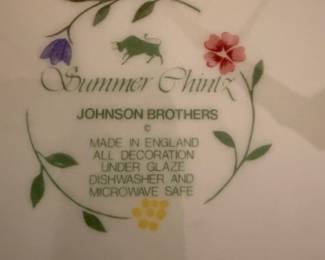 Summer Chintz
JOHNSON BROTHERS
©
MADE IN ENGLAND
ALL DECORATION
UNDER GLAZE
DISHWASHER AND
MICROWAVE SAFE